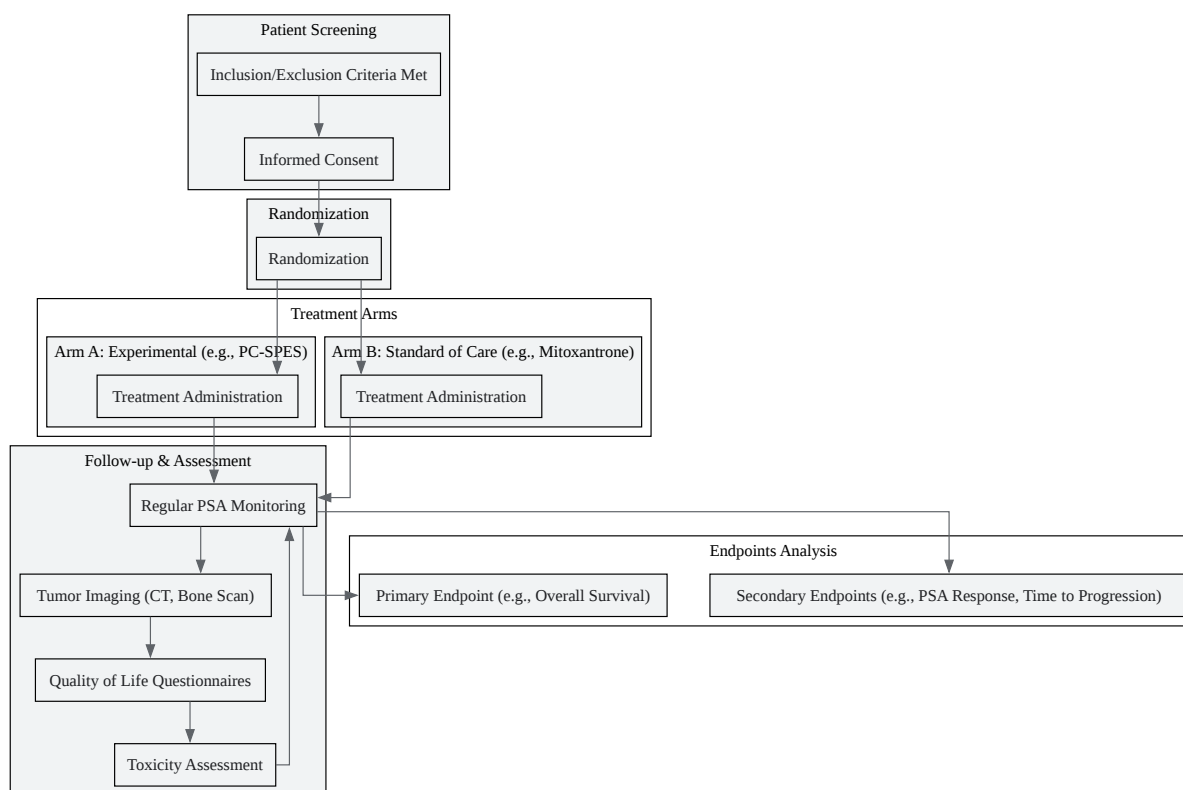 Patient Screening
Inclusion/Exclusion Criteria Met
Informed Consent
Randomization
Randomization
Treatment Arms
Arm A: Experimental (e.g., PC-SPES)
Arm B: Standard of Care (e.g., Mitoxantrone)
Treatment Administration
Treatment Administration
Follow-up & Assessment
Regular PSA Monitoring
Endpoints Analysis
Tumor Imaging (CT, Bone Scan)
Primary Endpoint (e.g., Overall Survival)
Secondary Endpoints (e.g., PSA Response, Time to Progression)
Quality of Life Questionnaires
Toxicity Assessment